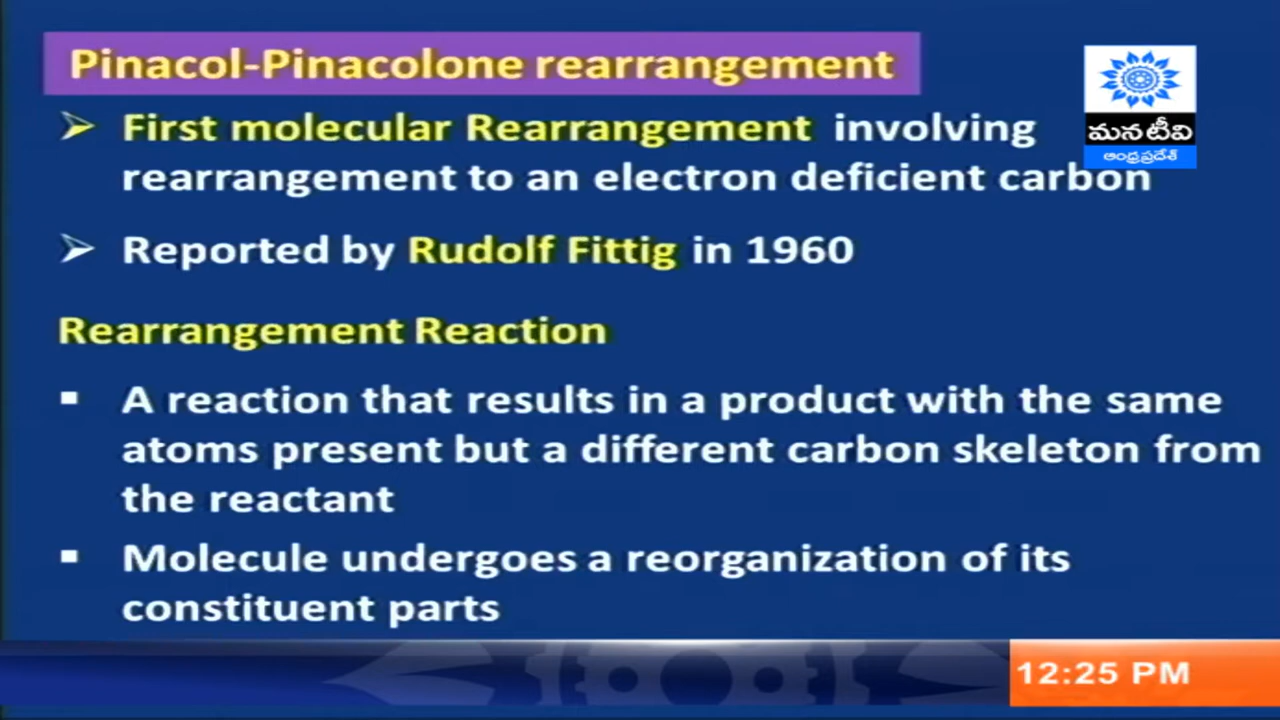 Pinacol-Pinacolone rearrangement
➢ First molecular Rearrangement involving
rearrangement to an electron deficient carbon
➢ Reported by Rudolf Fittig in 1960
Rearrangement Reaction
▪ A reaction that results in a product with the same
atoms present but a different carbon skeleton from
the reactant
▪ Molecule undergoes a reorganization of its
constituent parts
మన టీవి
ఆంధ్రప్రదేశ్
12:25 PM